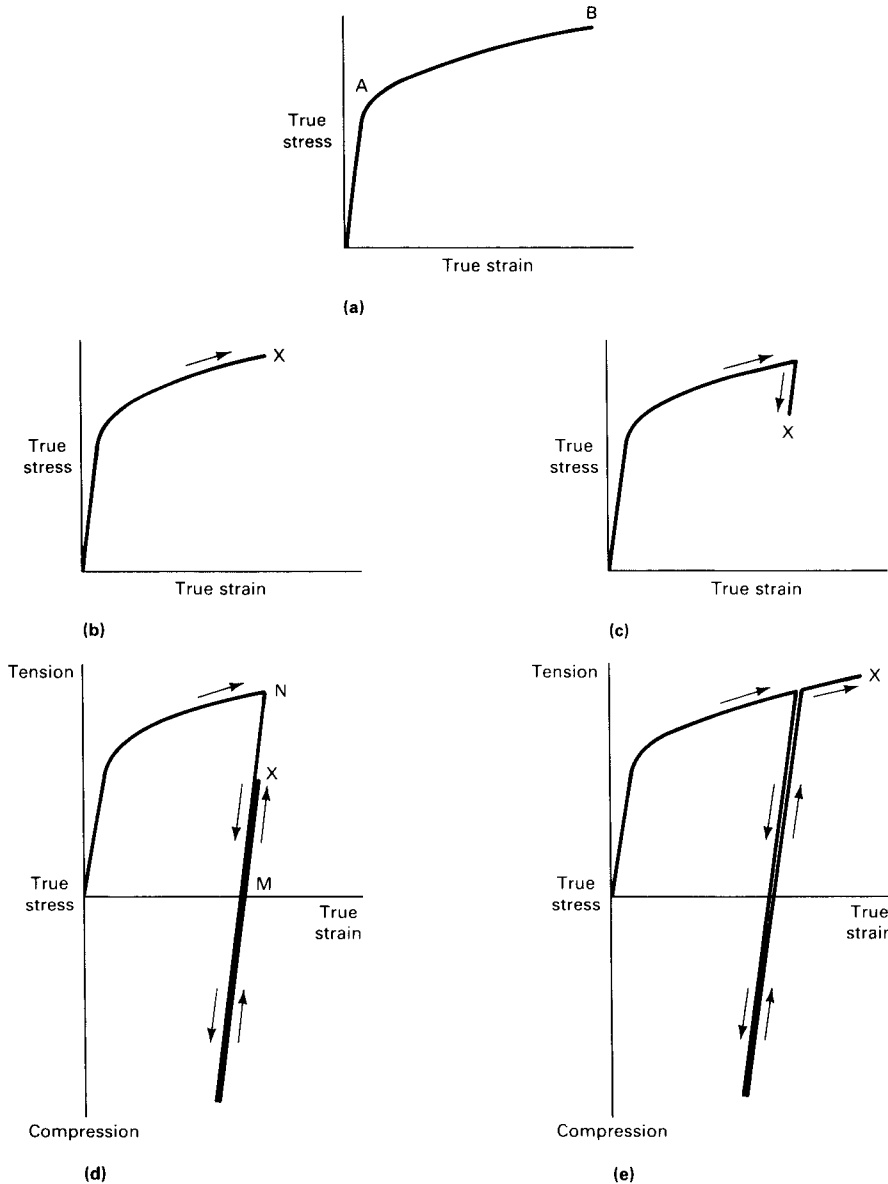 B
A
True
stress
True strain
(a)
X
True
stress
True strain
(b)
X
True
stress
True strain
(c)
Tension
N
X
True
stress
M
True
strain
Compression
(d)
Tension
X
True
stress
True
strain
Compression
(e)